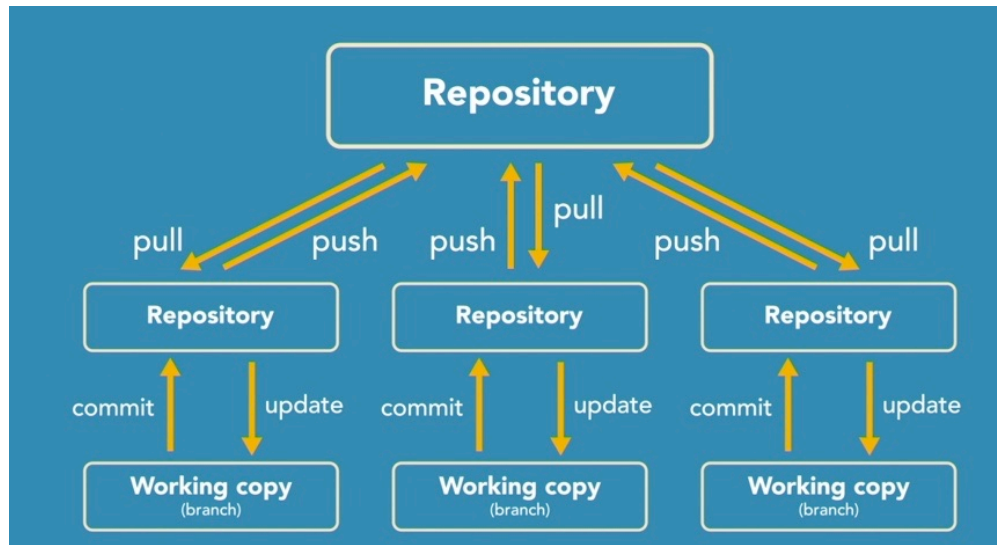 Repository
pull
push
push
pull
push
pull
Repository
Repository
Repository
commit
update
commit
update
commit
update
Working copy
(branch)
Working copy
(branch)
Working copy
(branch)